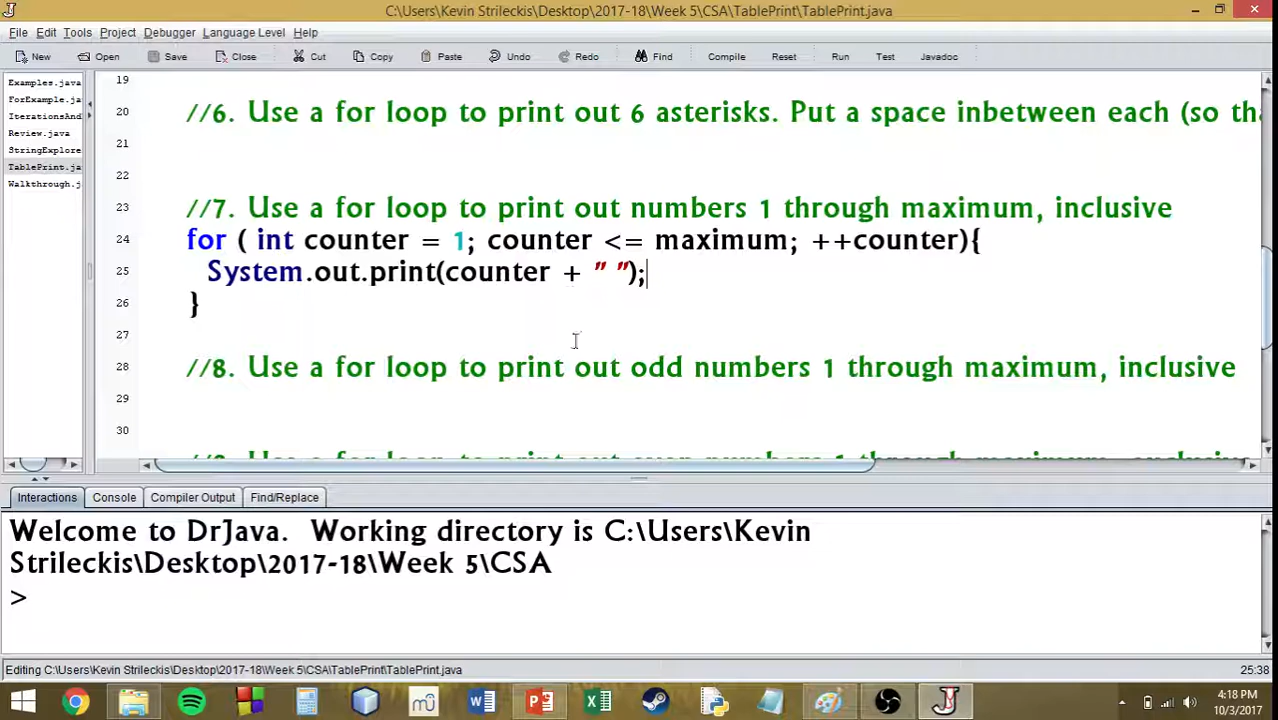 C:\Users\Kevin Strileckis\Desktop\2017-18\Week 5\CSA\TablePrint\TablePrint.java
File Edit Tools Project Debugger Language Level Help
New Open Save Close Cut Copy Paste Undo Redo Find Compile Reset Run Test Javadoc
Examples.java
ForExample.ja
IterationsAnd
Review.java
StringExplore
TablePrint.ja
Walkthrough.j
19
20 //6. Use a for loop to print out 6 asterisks. Put a space inbetween each (so tha
21
22
23 //7. Use a for loop to print out numbers 1 through maximum, inclusive
24 for ( int counter = 1; counter <= maximum; ++counter){
25 System.out.print(counter + " ");
26 }
27
28 //8. Use a for loop to print out odd numbers 1 through maximum, inclusive
29
30
Interactions Console Compiler Output Find/Replace
Welcome to DrJava. Working directory is C:\Users\Kevin
Strileckis\Desktop\2017-18\Week 5\CSA
>
Editing C:\Users\Kevin Strileckis\Desktop\2017-18\Week 5\CSA\TablePrint\TablePrint.java 25:38
4:18 PM
10/3/2017